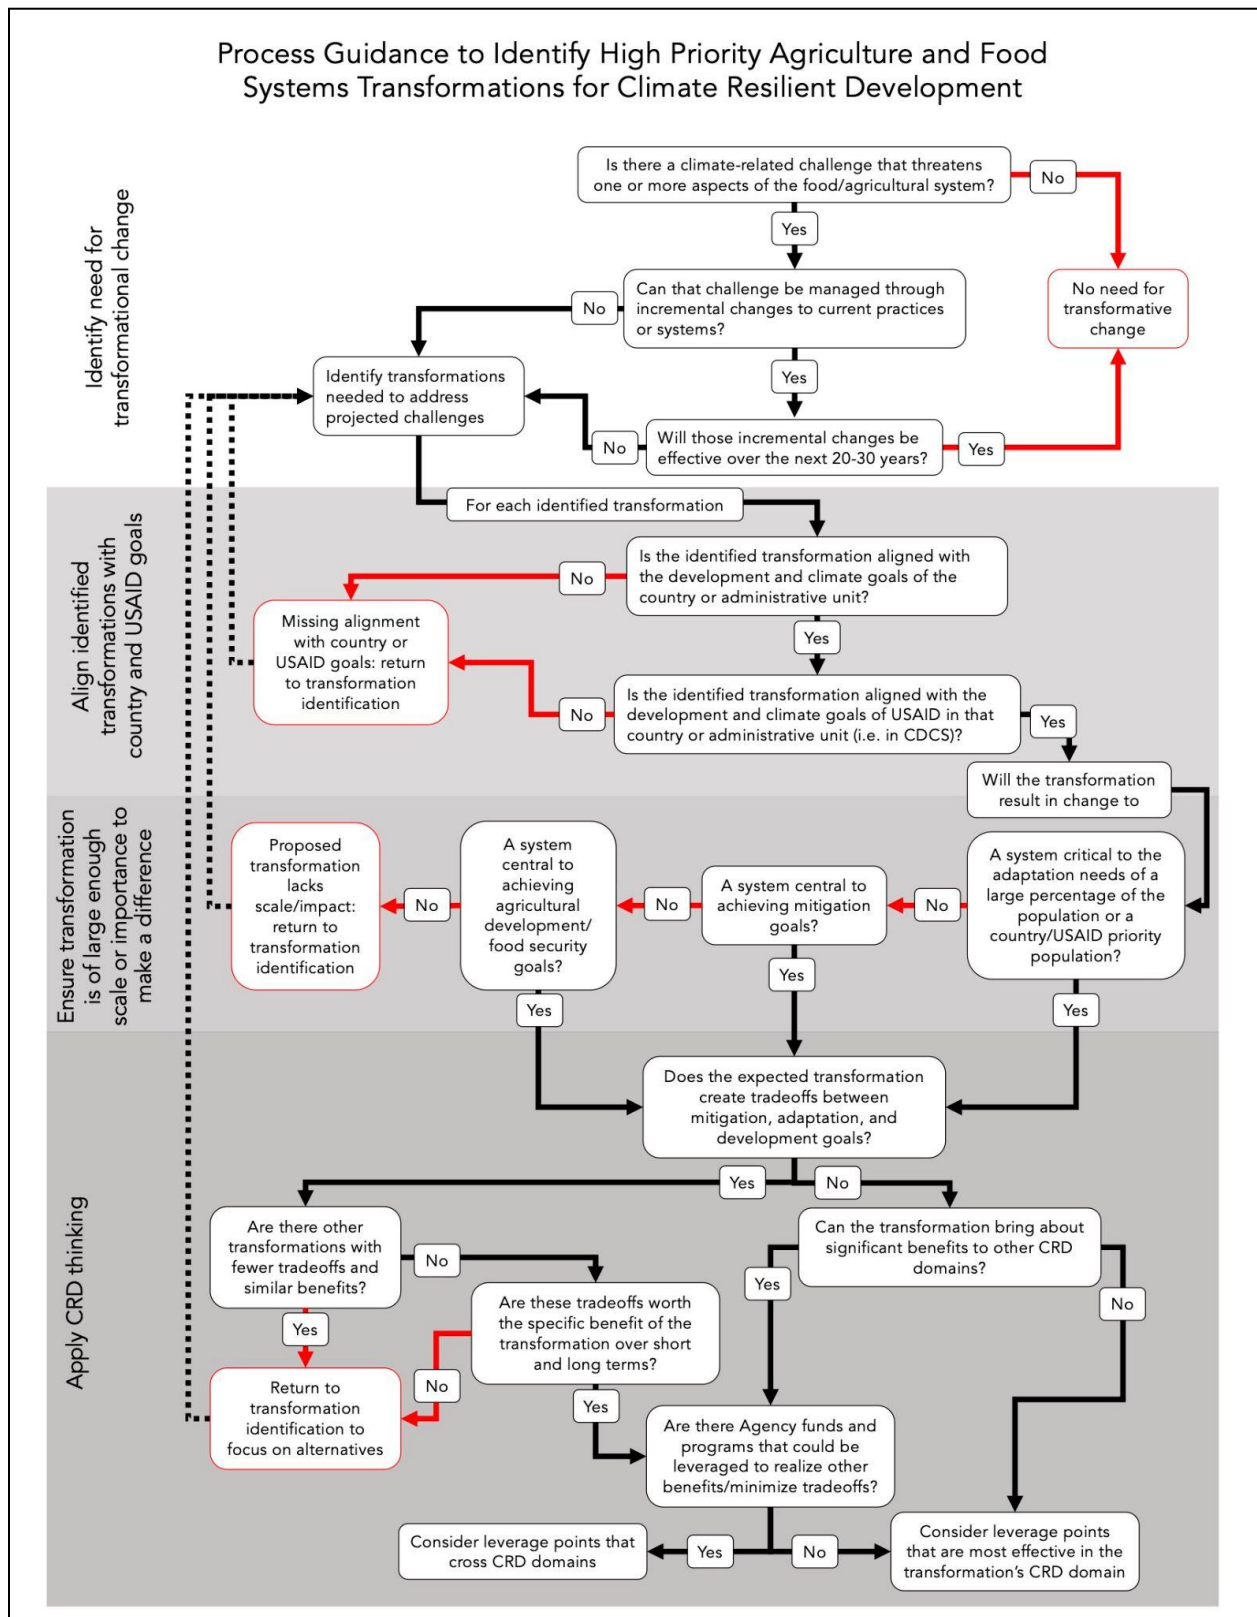 Process Guidance to Identify High Priority Agriculture and Food
Systems Transformations for Climate Resilient Development
Identify need for
transformational change
Is there a climate-related challenge that threatens
one or more aspects of the food/agricultural system?
No
Yes
Can that challenge be managed through
incremental changes to current practices
or systems?
No
No need for
transformative
change
Yes
Identify transformations
needed to address
projected challenges
Will those incremental changes be
effective over the next 20-30 years?
No
Yes
Align identified
transformations with
country and USAID goals
For each identified transformation
Is the identified transformation aligned with
the development and climate goals of the
country or administrative unit?
No
Yes
Missing alignment
with country or
USAID goals: return
to transformation
identification
Is the identified transformation aligned with the
development and climate goals of USAID in that
country or administrative unit (i.e. in CDCS)?
No
Yes
Will the transformation
result in change to
Ensure transformation
is of large enough
scale or importance to
make a difference
Proposed
transformation
lacks
scale/impact:
return to
transformation
identification
No
A system
central to
achieving
agricultural
development/
food security
goals?
No
A system central to
achieving mitigation
goals?
No
A system critical to the
adaptation needs of a
large percentage of the
population or a
country/USAID priority
population?
Yes
Yes
Yes
Apply CRD thinking
Does the expected transformation
create tradeoffs between
mitigation, adaptation, and
development goals?
Yes
No
Are there other
transformations with
fewer tradeoffs and
similar benefits?
No
Yes
Can the transformation bring about
significant benefits to other CRD
domains?
Yes
No
Are these tradeoffs worth
the specific benefit of the
transformation over short
and long terms?
No
Yes
Return to
transformation
identification to
focus on alternatives
Are there Agency funds and
programs that could be
leveraged to realize other
benefits/minimize tradeoffs?
Yes
No
Consider leverage points that
cross CRD domains
Consider leverage points
that are most effective in the
transformation's CRD domain